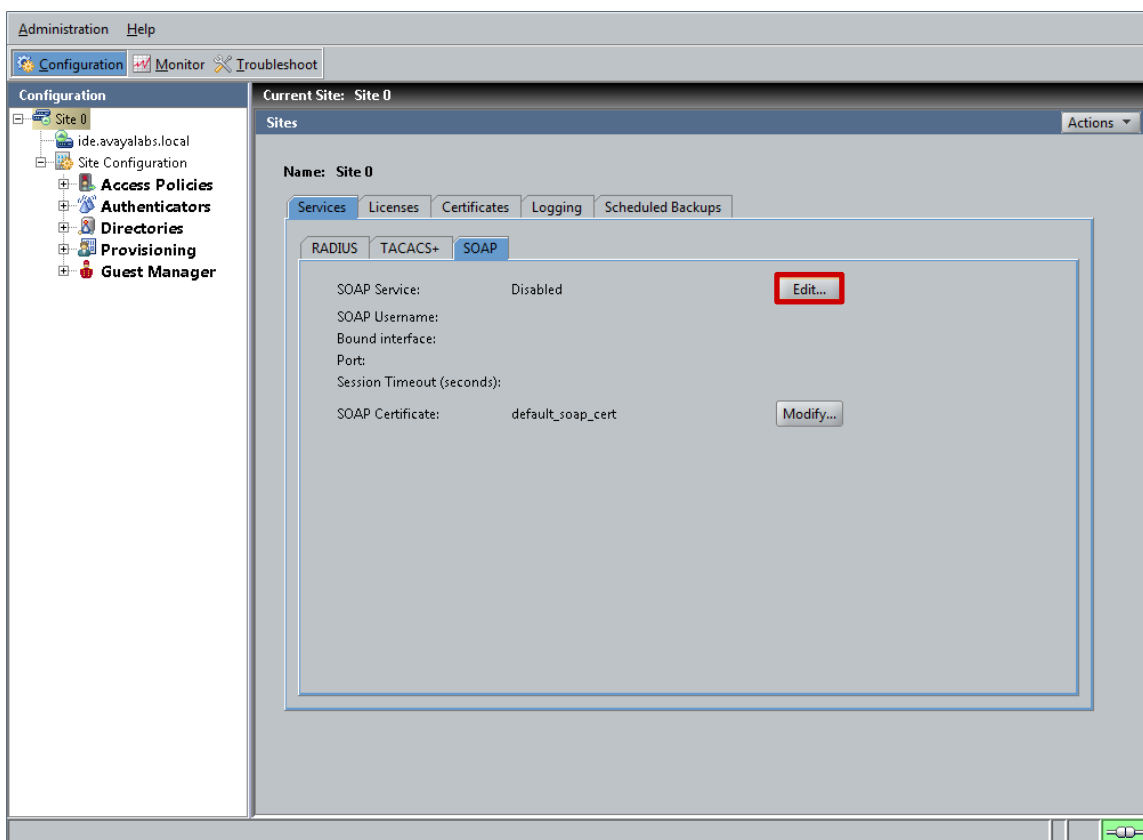 Administration Help
Configuration Monitor Troubleshoot
Configuration
Site 0
ide.avayalabs.local
Site Configuration
Access Policies
Authenticators
Directories
Provisioning
Guest Manager
Current Site: Site 0
Sites Actions
Name: Site 0
Services Licenses Certificates Logging Scheduled Backups
RADIUS TACACS+ SOAP
SOAP Service: Disabled Edit...
SOAP Username:
Bound interface:
Port:
Session Timeout (seconds):
SOAP Certificate: default_soap_cert Modify...